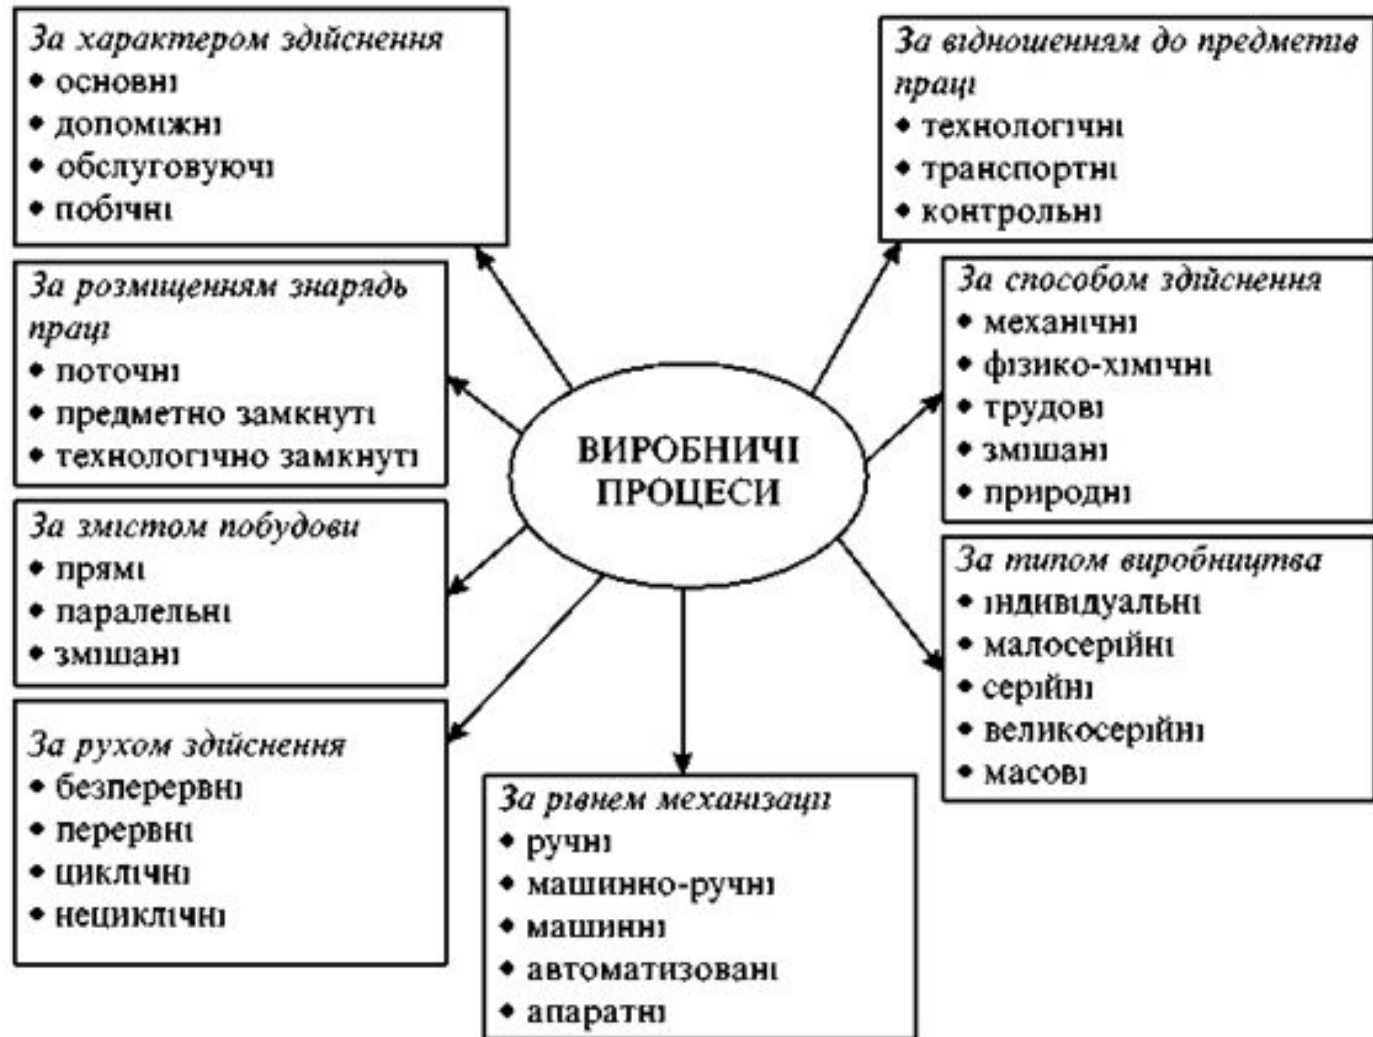 За характером здійснення
• основні
• допоміжні
• обслуговуючі
• побічні
За розміщенням знарядь
праці
• поточні
• предметно замкнуті
• технологічно замкнуті
За змістом побудови
• прямі
• паралельні
• змішані
За рухом здійснення
• безперервні
• перервні
• циклічні
• нециклічні
ВИРОБНИЧІ
ПРОЦЕСИ
За рівнем механізації
• ручні
• машинно-ручні
• машинні
• автоматизовані
• апаратні
За відношенням до предметів
праці
• технологічні
• транспортні
• контрольні
За способом здійснення
• механічні
• фізико-хімічні
• трудові
• змішані
• природні
За типом виробництва
• індивідуальні
• малосерійні
• серійні
• великосерійні
• масові